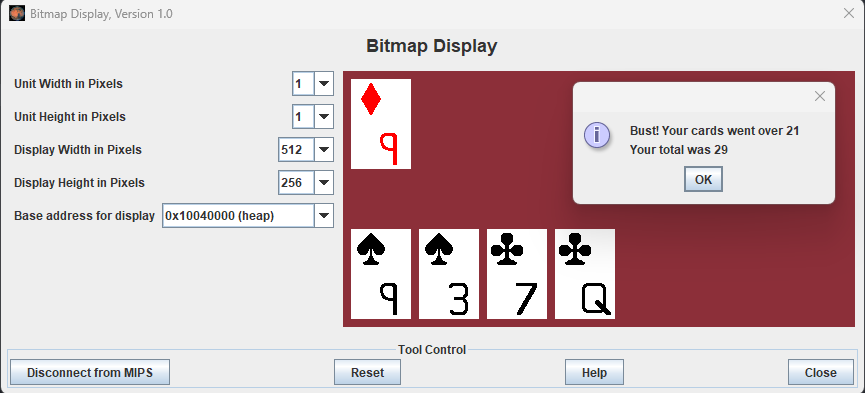 Bitmap Display, Version 1.0
Bitmap Display
Unit Width in Pixels 1
Unit Height in Pixels 1
Display Width in Pixels 512
Display Height in Pixels 256
Base address for display 0x10040000 (heap)
9
Bust! Your cards went over 21
Your total was 29
OK
9 3 7 Q
Tool Control
Disconnect from MIPS Reset Help Close